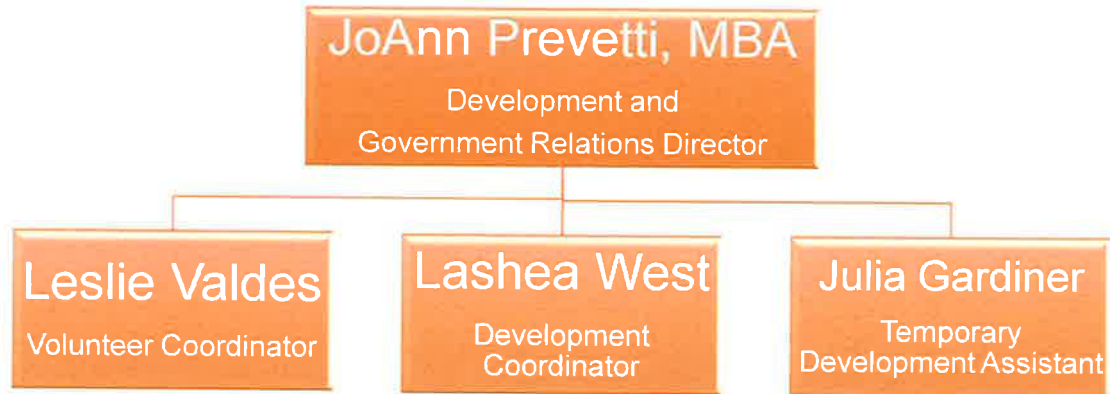 JoAnn Prevetti, MBA
Development and
Government Relations Director
Leslie Valdes
Volunteer Coordinator
Lashea West
Development
Coordinator
Julia Gardiner
Temporary
Development Assistant